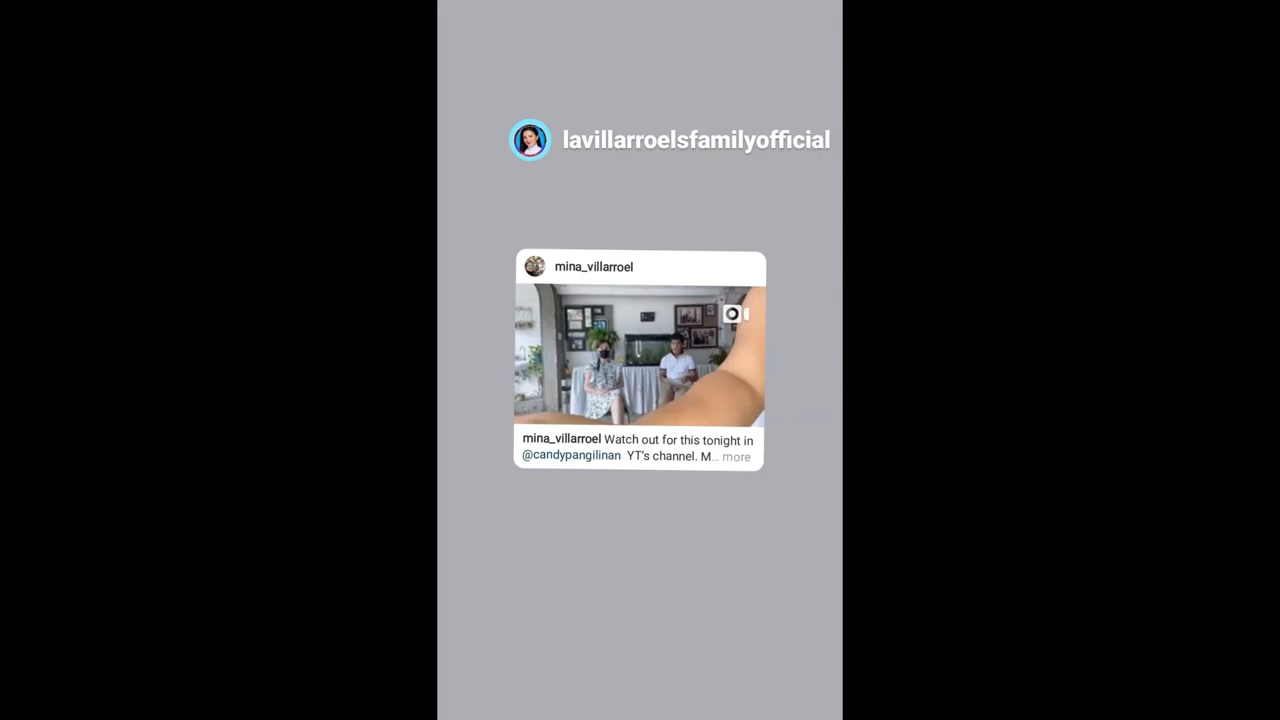 lavillarroelsfamilyofficial
mina_villarroel
mina_villarroel Watch out for this tonight in
@candypangilinan YT's channel. M... more